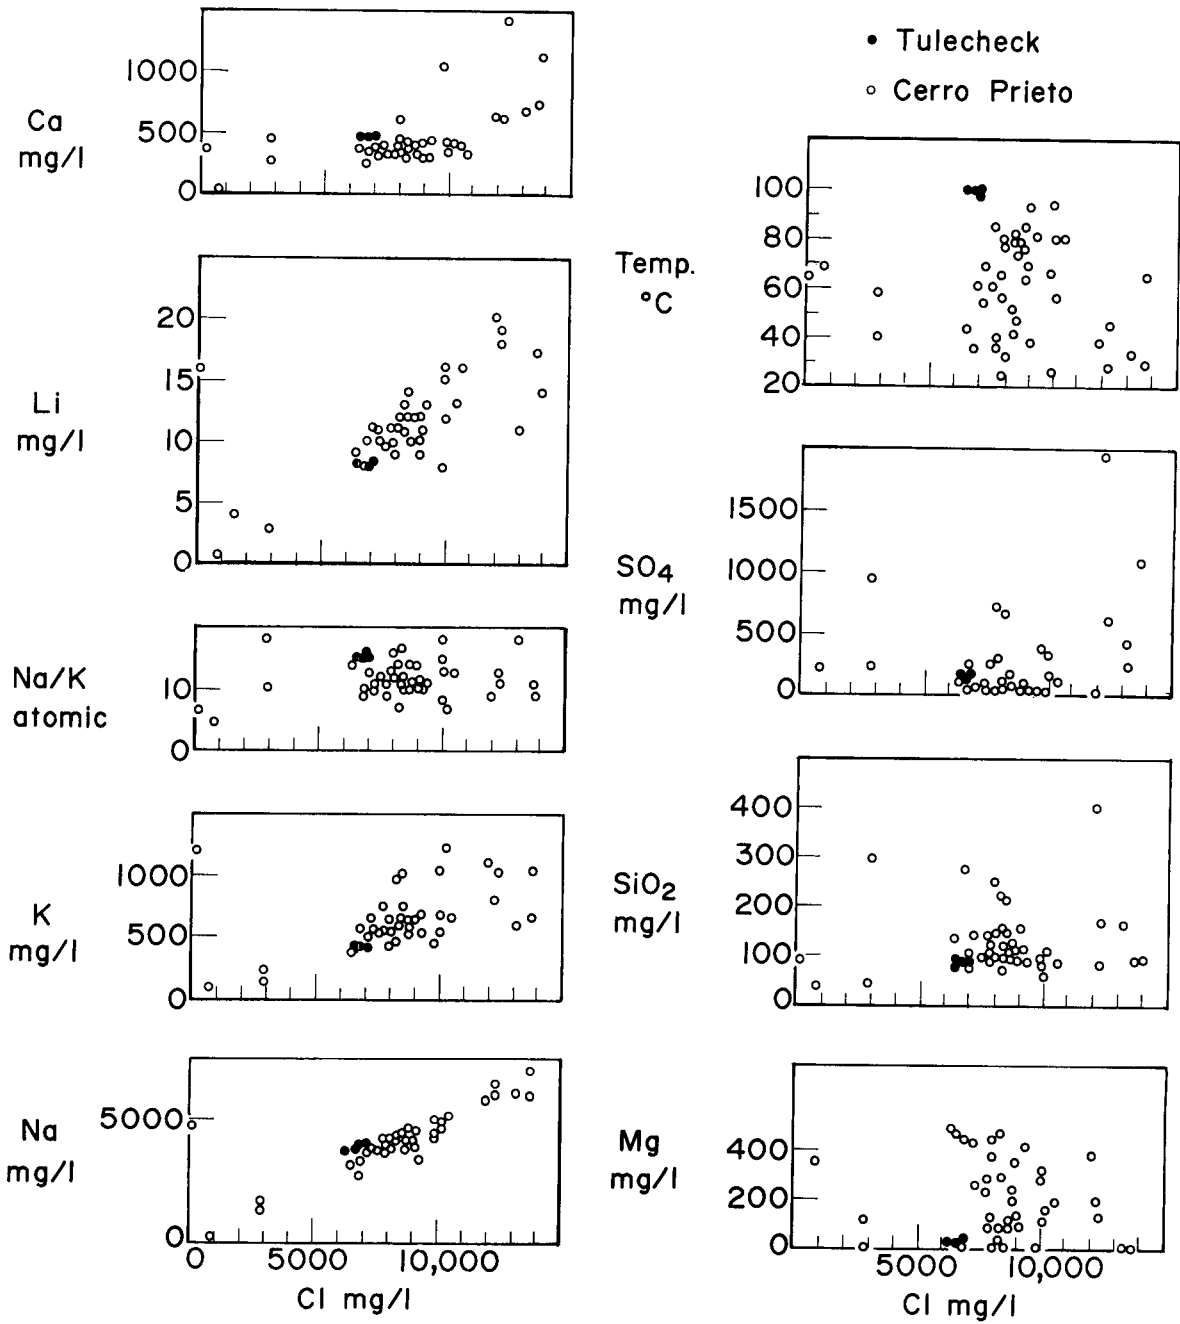 Tulecheck
Cerro Prieto
1000
500
0
Ca
mg/l
20
15
10
5
0
Li
mg/l
10
0
Na/K
atomic
1000
500
0
K
mg/l
5000
0
Na
mg/l
0 5000 10,000
Cl mg/l
100
80
60
40
20
Temp.
°C
1500
1000
500
0
SO4
mg/l
400
300
200
100
0
SiO2
mg/l
400
200
0
Mg
mg/l
5000 10,000
Cl mg/l